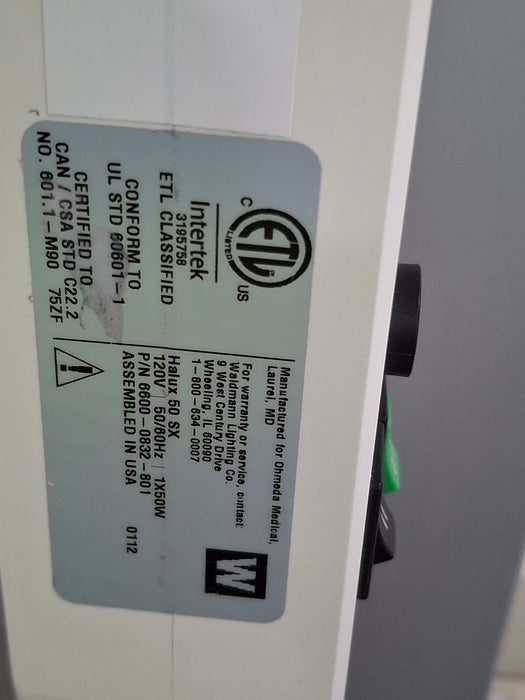 C ETL US
LISTED
Intertek
3195758
ETL CLASSIFIED
CONFORM TO
UL STD 60601-1
CERTIFIED TO
CAN / CSA STD C22.2
NO. 601.1-M90 75ZF
Manufactured for Ohmeda Medical,
Laurel, MD
For warranty or service, contact:
Waldmann Lighting Co.
9 West Century Drive
Wheeling, IL 60090
1-800-634-0007
Halux 50 SX
120V | 50/60Hz | 1X50W
P/N 6600-0832-801
ASSEMBLED IN USA 0112
W